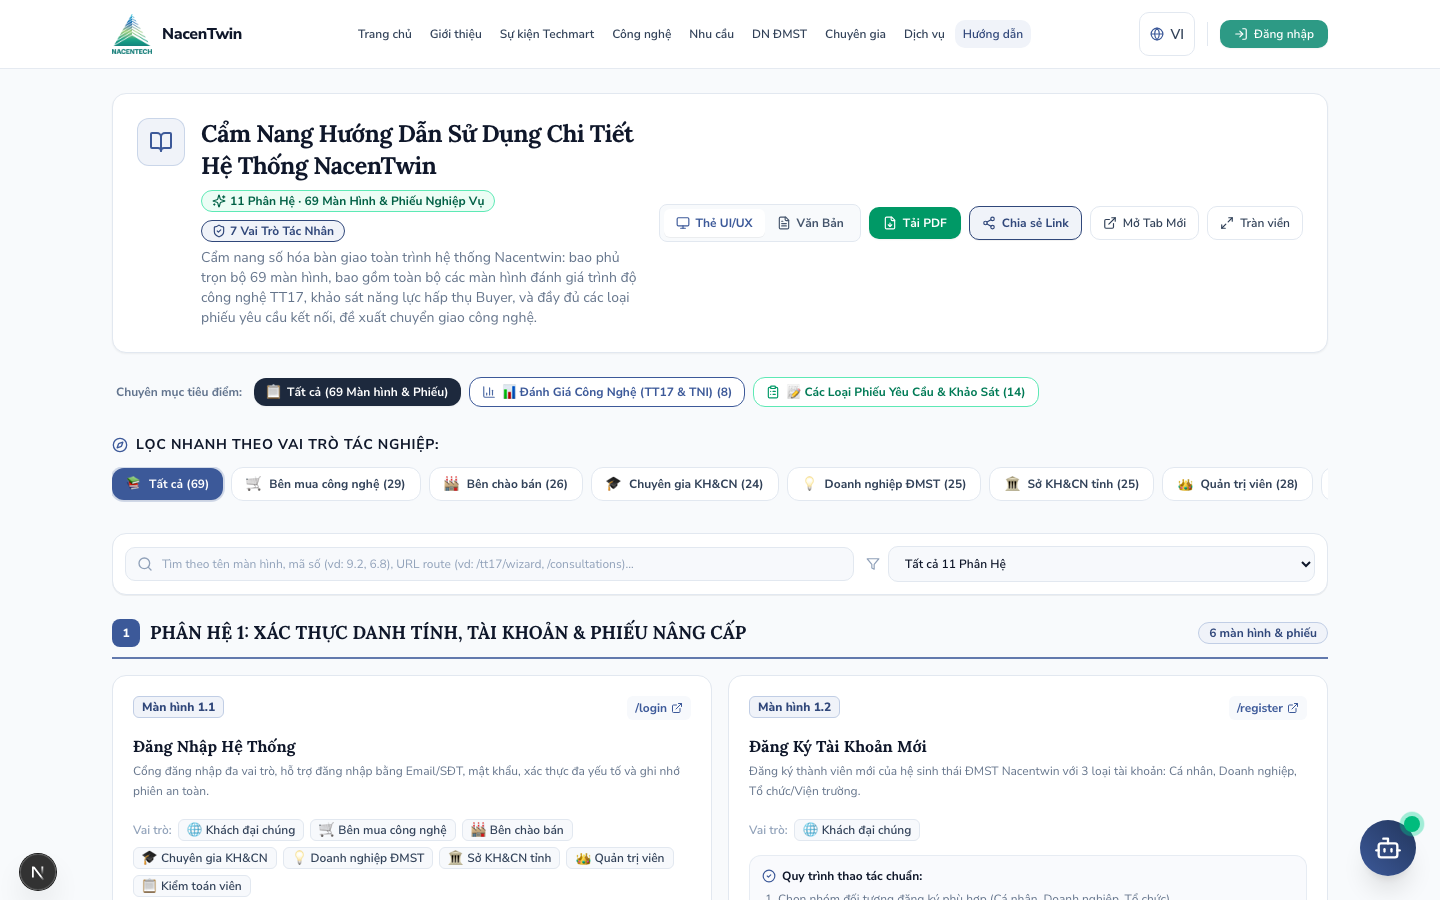 NACENTECH
NacenTwin
Trang chủ
Giới thiệu
Sự kiện Techmart
Công nghệ
Nhu cầu
DN ĐMST
Chuyên gia
Dịch vụ
Hướng dẫn
VI
Đăng nhập
Cẩm Nang Hướng Dẫn Sử Dụng Chi Tiết
Hệ Thống NacenTwin
11 Phân Hệ · 69 Màn Hình & Phiếu Nghiệp Vụ
7 Vai Trò Tác Nhân
Cẩm nang số hóa bàn giao toàn trình hệ thống Nacentwin: bao phủ
trọn bộ 69 màn hình, bao gồm toàn bộ các màn hình đánh giá trình độ
công nghệ TT17, khảo sát năng lực hấp thụ Buyer, và đầy đủ các loại
phiếu yêu cầu kết nối, đề xuất chuyển giao công nghệ.
Thẻ UI/UX
Văn Bản
Tải PDF
Chia sẻ Link
Mở Tab Mới
Tràn viền
Chuyên mục tiêu điểm:
Tất cả (69 Màn hình & Phiếu)
Đánh Giá Công Nghệ (TT17 & TNI) (8)
Các Loại Phiếu Yêu Cầu & Khảo Sát (14)
LỌC NHANH THEO VAI TRÒ TÁC NGHIỆP:
Tất cả (69)
Bên mua công nghệ (29)
Bên chào bán (26)
Chuyên gia KH&CN (24)
Doanh nghiệp ĐMST (25)
Sở KH&CN tỉnh (25)
Quản trị viên (28)
Tìm theo tên màn hình, mã số (vd: 9.2, 6.8), URL route (vd: /tt17/wizard, /consultations)...
Tất cả 11 Phân Hệ
1
PHÂN HỆ 1: XÁC THỰC DANH TÍNH, TÀI KHOẢN & PHIẾU NÂNG CẤP
6 màn hình & phiếu
Màn hình 1.1
/login
Đăng Nhập Hệ Thống
Cổng đăng nhập đa vai trò, hỗ trợ đăng nhập bằng Email/SĐT, mật khẩu, xác thực đa yếu tố và ghi nhớ
phiên an toàn.
Vai trò:
Khách đại chúng
Bên mua công nghệ
Bên chào bán
Chuyên gia KH&CN
Doanh nghiệp ĐMST
Sở KH&CN tỉnh
Quản trị viên
Kiểm toán viên
Màn hình 1.2
/register
Đăng Ký Tài Khoản Mới
Đăng ký thành viên mới của hệ sinh thái ĐMST Nacentwin với 3 loại tài khoản: Cá nhân, Doanh nghiệp,
Tổ chức/Viện trường.
Vai trò:
Khách đại chúng
Quy trình thao tác chuẩn:
1. Chọn nhóm đối tượng đăng ký phù hợp (Cá nhân, Doanh nghiệp, Tổ chức).
N